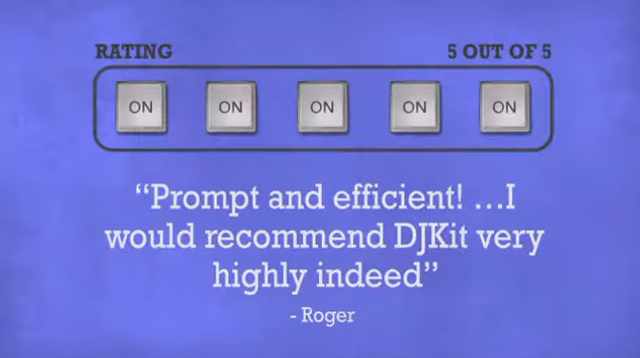 RATING 5 OUT OF 5
ON ON ON ON ON
“Prompt and efficient! ...I
would recommend DJKit very
highly indeed”
- Roger